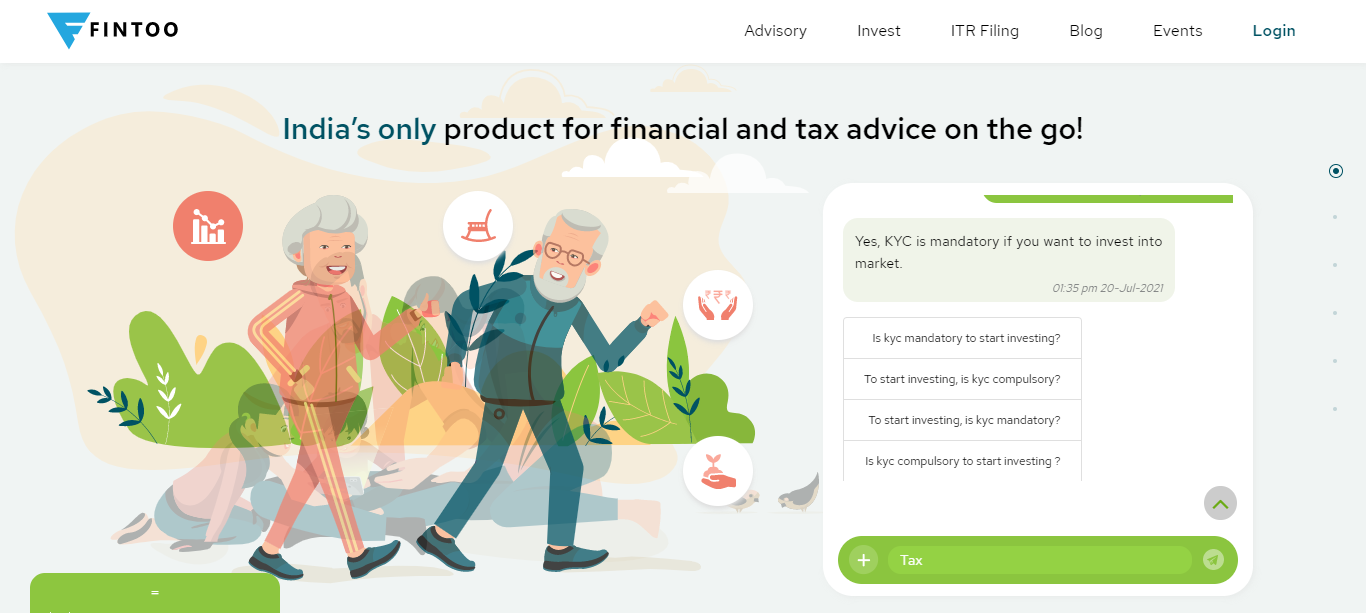 FINTOO
Advisory
Invest
ITR Filing
Blog
Events
Login
India’s only product for financial and tax advice on the go!
Yes, KYC is mandatory if you want to invest into
market.
01:35 pm 20-Jul-2021
Is kyc mandatory to start investing?
To start investing, is kyc compulsory?
To start investing, is kyc mandatory?
Is kyc compulsory to start investing ?
Tax